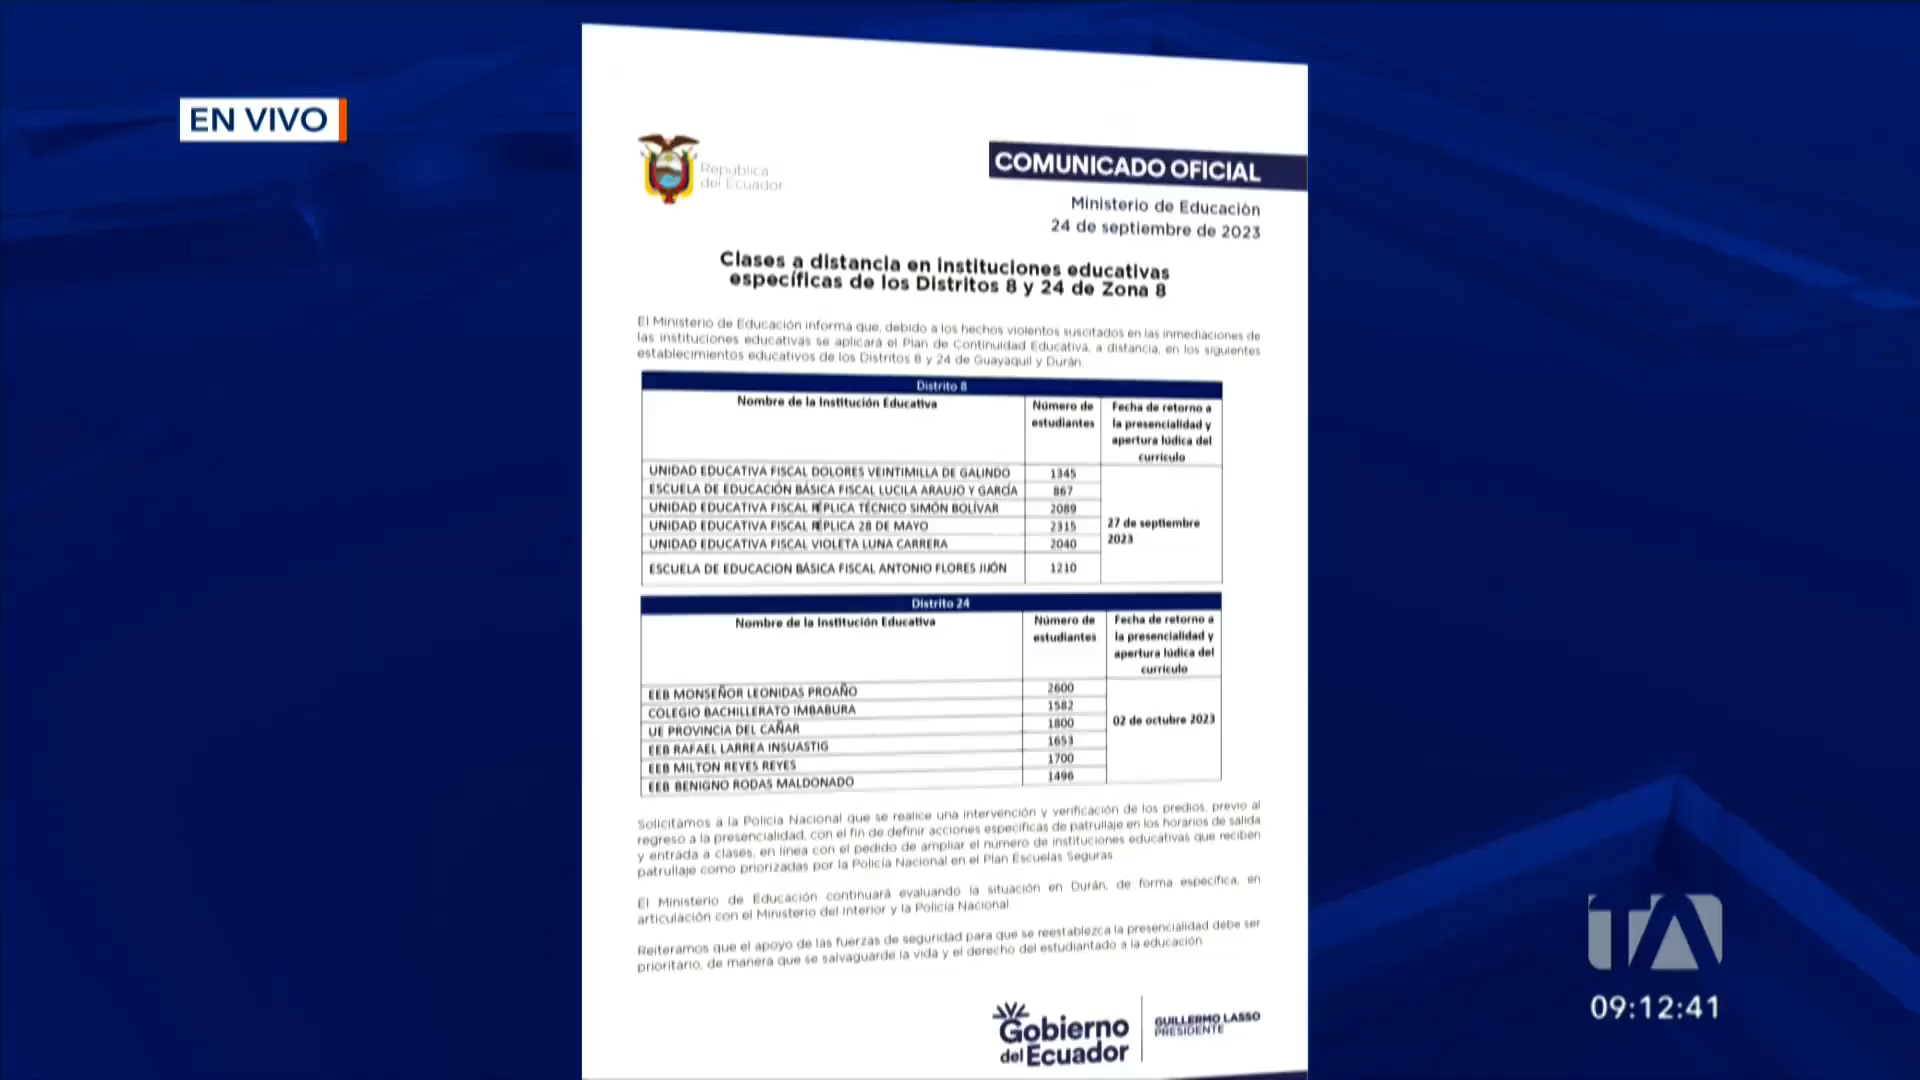 EN VIVO
República
del Ecuador
COMUNICADO OFICIAL
Ministerio de Educación
24 de septiembre de 2023
Clases a distancia en instituciones educativas
específicas de los Distritos 8 y 24 de Zona 8
El Ministerio de Educación informa que, debido a los hechos violentos suscitados en las inmediaciones de
las instituciones educativas se aplicará el Plan de Continuidad Educativa, a distancia, en los siguientes
establecimientos educativos de los Distritos 8 y 24 de Guayaquil y Durán.
Distrito 8
Nombre de la Institución Educativa
Número de
estudiantes
Fecha de retorno a
la presencialidad y
apertura lúdica del
currículo
UNIDAD EDUCATIVA FISCAL DOLORES VEINTIMILLA DE GALINDO 1345
ESCUELA DE EDUCACIÓN BÁSICA FISCAL LUCILA ARAUJO Y GARCÍA 867
UNIDAD EDUCATIVA FISCAL RÉPLICA TÉCNICO SIMÓN BOLÍVAR 2089
UNIDAD EDUCATIVA FISCAL RÉPLICA 28 DE MAYO 2315
UNIDAD EDUCATIVA FISCAL VIOLETA LUNA CARRERA 2040
ESCUELA DE EDUCACION BÁSICA FISCAL ANTONIO FLORES JIJÓN 1210
27 de septiembre
2023
Distrito 24
Nombre de la Institución Educativa
Número de
estudiantes
Fecha de retorno a
la presencialidad y
apertura lúdica del
currículo
EEB MONSEÑOR LEONIDAS PROAÑO 2600
COLEGIO BACHILLERATO IMBABURA 1582
UE PROVINCIA DEL CAÑAR 1800
EEB RAFAEL LARREA INSUASTIG 1653
EEB MILTON REYES REYES 1700
EEB BENIGNO RODAS MALDONADO 1496
02 de octubre 2023
Solicitamos a la Policía Nacional que se realice una intervención y verificación de los predios, previo al
regreso a la presencialidad, con el fin de definir acciones específicas de patrullaje en los horarios de salida
y entrada a clases, en línea con el pedido de ampliar el número de instituciones educativas que reciben
patrullaje como priorizadas por la Policía Nacional en el Plan Escuelas Seguras.
El Ministerio de Educación continuará evaluando la situación en Durán, de forma específica, en
articulación con el Ministerio del Interior y la Policía Nacional.
Reiteramos que el apoyo de las fuerzas de seguridad para que se reestablezca la presencialidad debe ser
prioritario, de manera que se salvaguarde la vida y el derecho del estudiantado a la educación.
Gobierno
del Ecuador
GUILLERMO LASSO
PRESIDENTE
TA
09:12:41